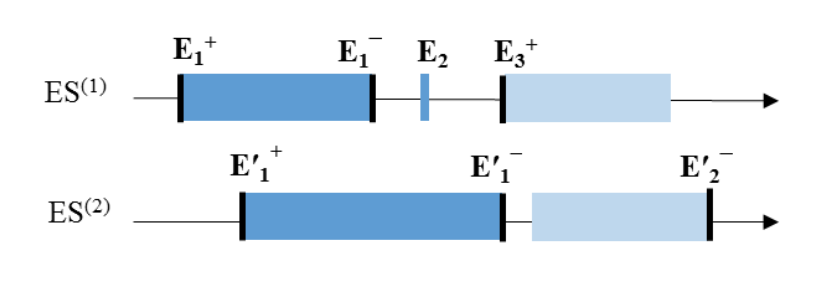 E₁⁺ E₁⁻ E₂ E₃⁺
ES⁽¹⁾
E′₁⁺ E′₁⁻ E′₂⁻
ES⁽²⁾